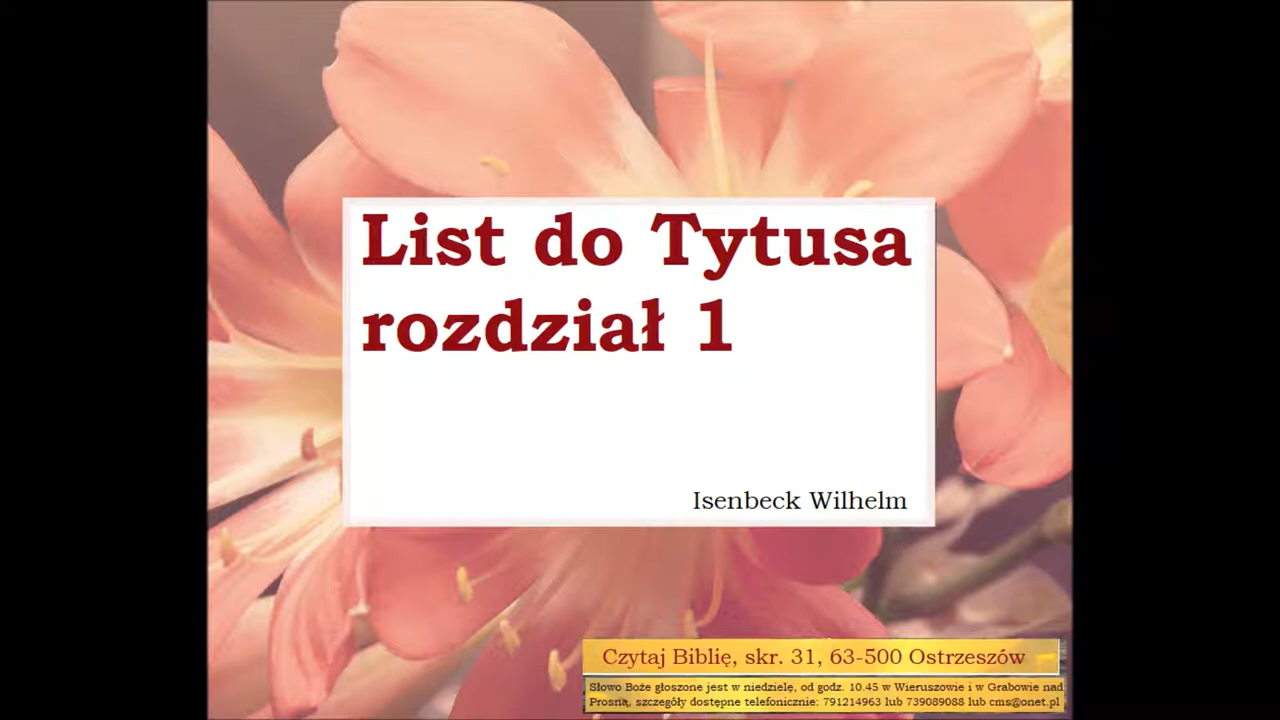 List do Tytusa
rozdział 1
Isenbeck Wilhelm
Czytaj Biblię, skr. 31, 63-500 Ostrzeszów
Słowo Boże głoszone jest w niedzielę, od godz. 10.45 w Wieruszowie i w Grabowie nad
Prosną, szczegóły dostępne telefonicznie: 791214963 lub 739089088 lub cms@onet.pl